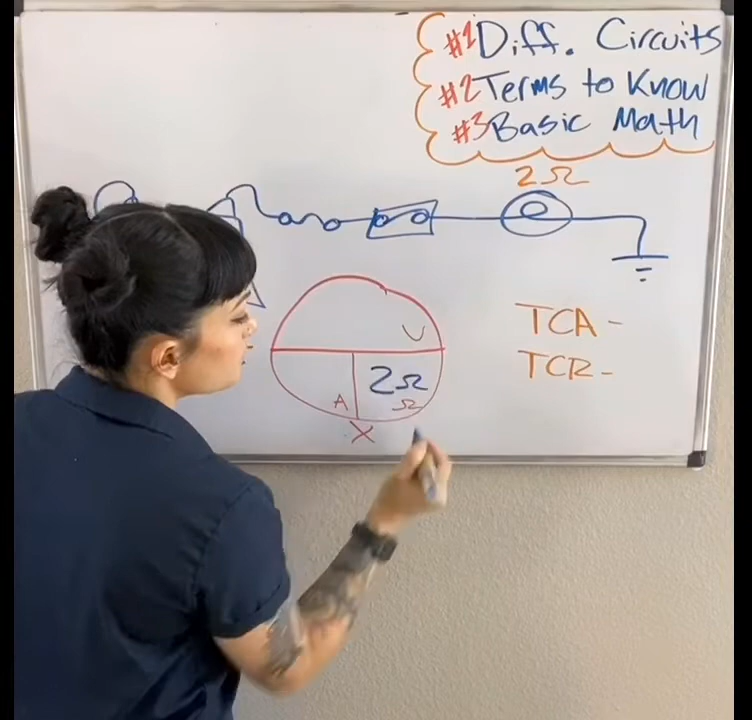 #1 Diff. Circuits
#2 Terms to Know
#3 Basic Math
2Ω
V
2Ω
A Ω
X
TCA -
TCR -